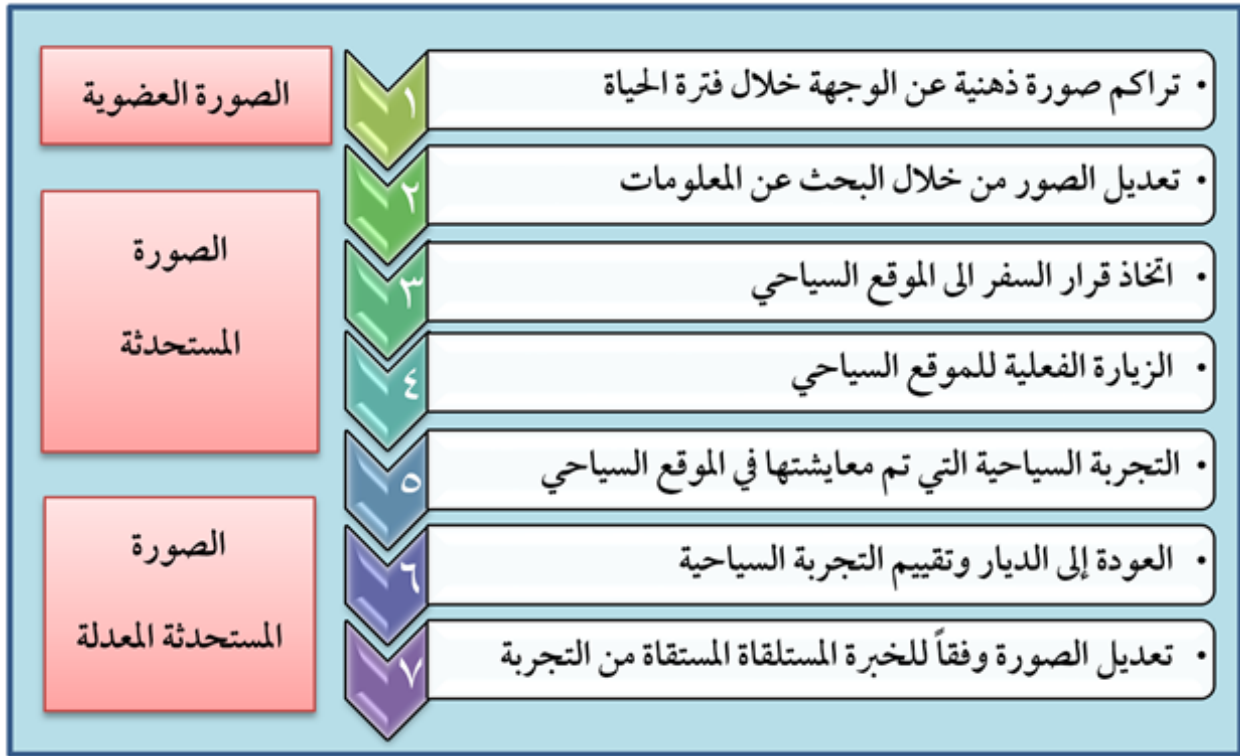 • تراكم صورة ذهنية عن الوجهة خلال فترة الحياة
١
الصورة العضوية
• تعديل الصور من خلال البحث عن المعلومات
٢
• اتخاذ قرار السفر الى الموقع السياحي
٣
• الزيارة الفعلية للموقع السياحي
٤
الصورة
المستحدثة
• التجربة السياحية التي تم معايشتها في الموقع السياحي
٥
• العودة إلى الديار وتقييم التجربة السياحية
٦
• تعديل الصورة وفقاً للخبرة المستلقاة المستقاة من التجربة
٧
الصورة
المستحدثة المعدلة